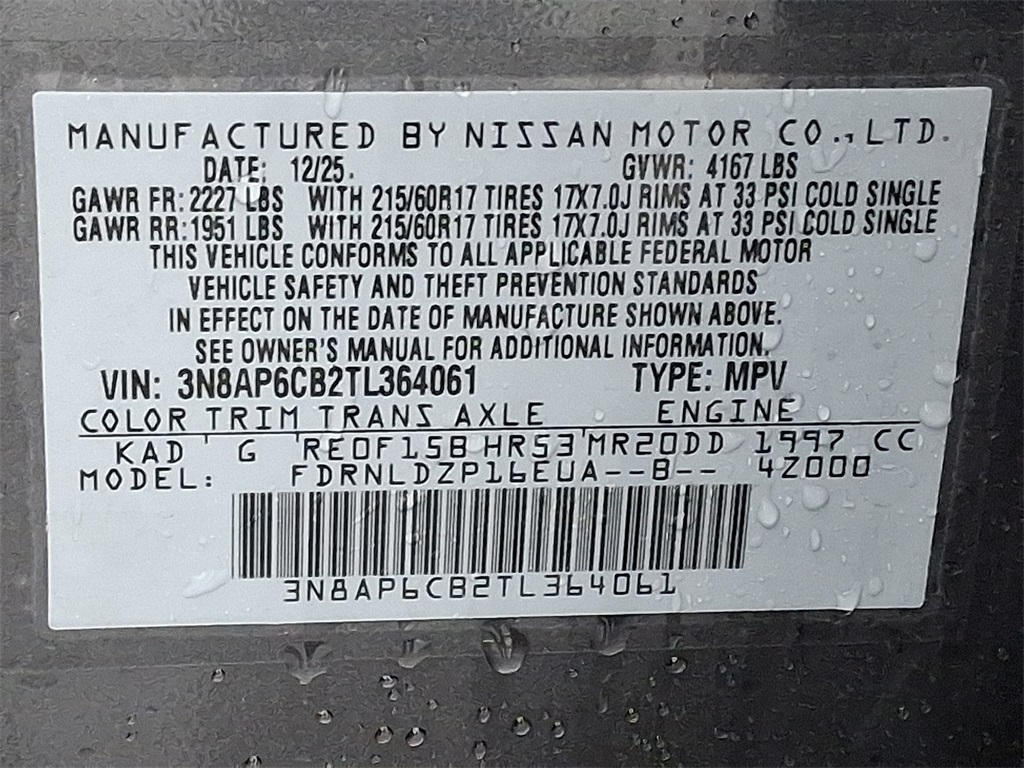 MANUFACTURED BY NISSAN MOTOR CO., LTD.
DATE: 12/25. GVWR: 4167 LBS
GAWR FR: 2227 LBS WITH 215/60R17 TIRES 17X7.0J RIMS AT 33 PSI COLD SINGLE
GAWR RR: 1951 LBS WITH 215/60R17 TIRES 17X7.0J RIMS AT 33 PSI COLD SINGLE
THIS VEHICLE CONFORMS TO ALL APPLICABLE FEDERAL MOTOR
VEHICLE SAFETY AND THEFT PREVENTION STANDARDS
IN EFFECT ON THE DATE OF MANUFACTURE SHOWN ABOVE.
SEE OWNER'S MANUAL FOR ADDITIONAL INFORMATION.
VIN: 3N8AP6CB2TL364061 TYPE: MPV
COLOR TRIM TRANS AXLE ENGINE
KAD G RE0F15B HR53 MR20DD 1997 CC
MODEL: FDRNLDZP16EUA--B-- 4Z000
3N8AP6CB2TL364061